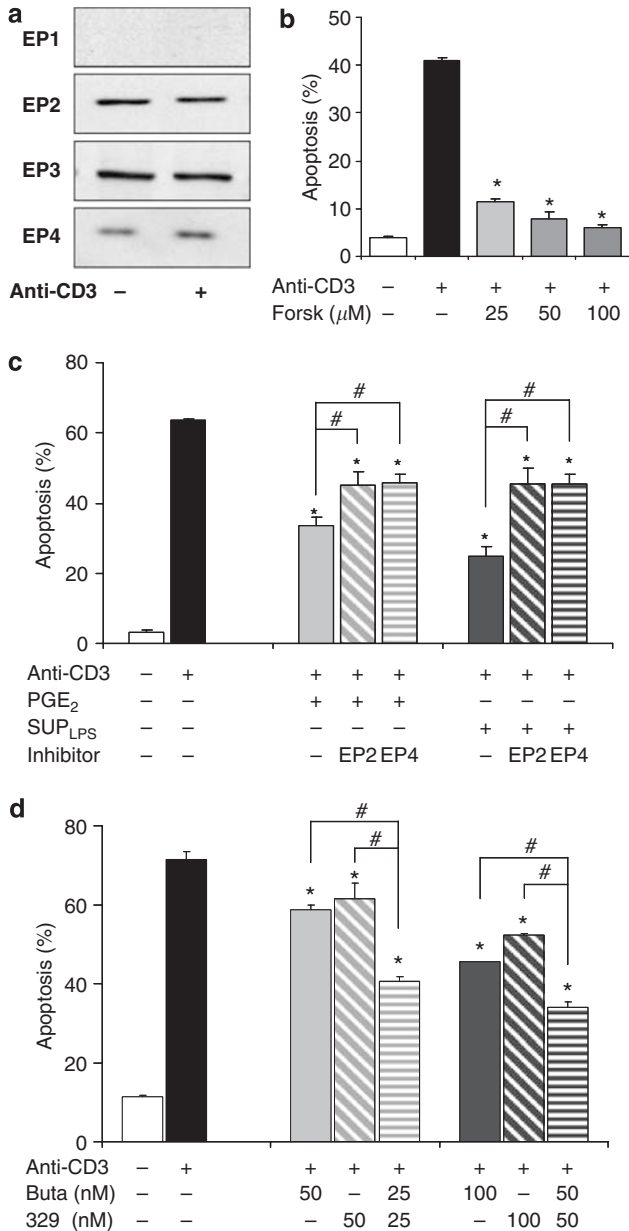 a
EP1
EP2
EP3
EP4
Anti-CD3 – +
b
Apoptosis (%)
50
40
30
20
10
0
* * *
Anti-CD3 – + + + +
Forsk (μM) – – 25 50 100
c
Apoptosis (%)
80
60
40
20
0
# #
# #
* * * * * *
Anti-CD3 – + + + + + + +
PGE2 – – + + + – – –
SUPLPS – – – – – + + +
Inhibitor – – – EP2 EP4 – EP2 EP4
d
Apoptosis (%)
80
60
40
20
0
# #
# #
* * * * * *
Anti-CD3 – + + + + + + +
Buta (nM) – – 50 – 25 100 – 50
329 (nM) – – – 50 25 – 100 50